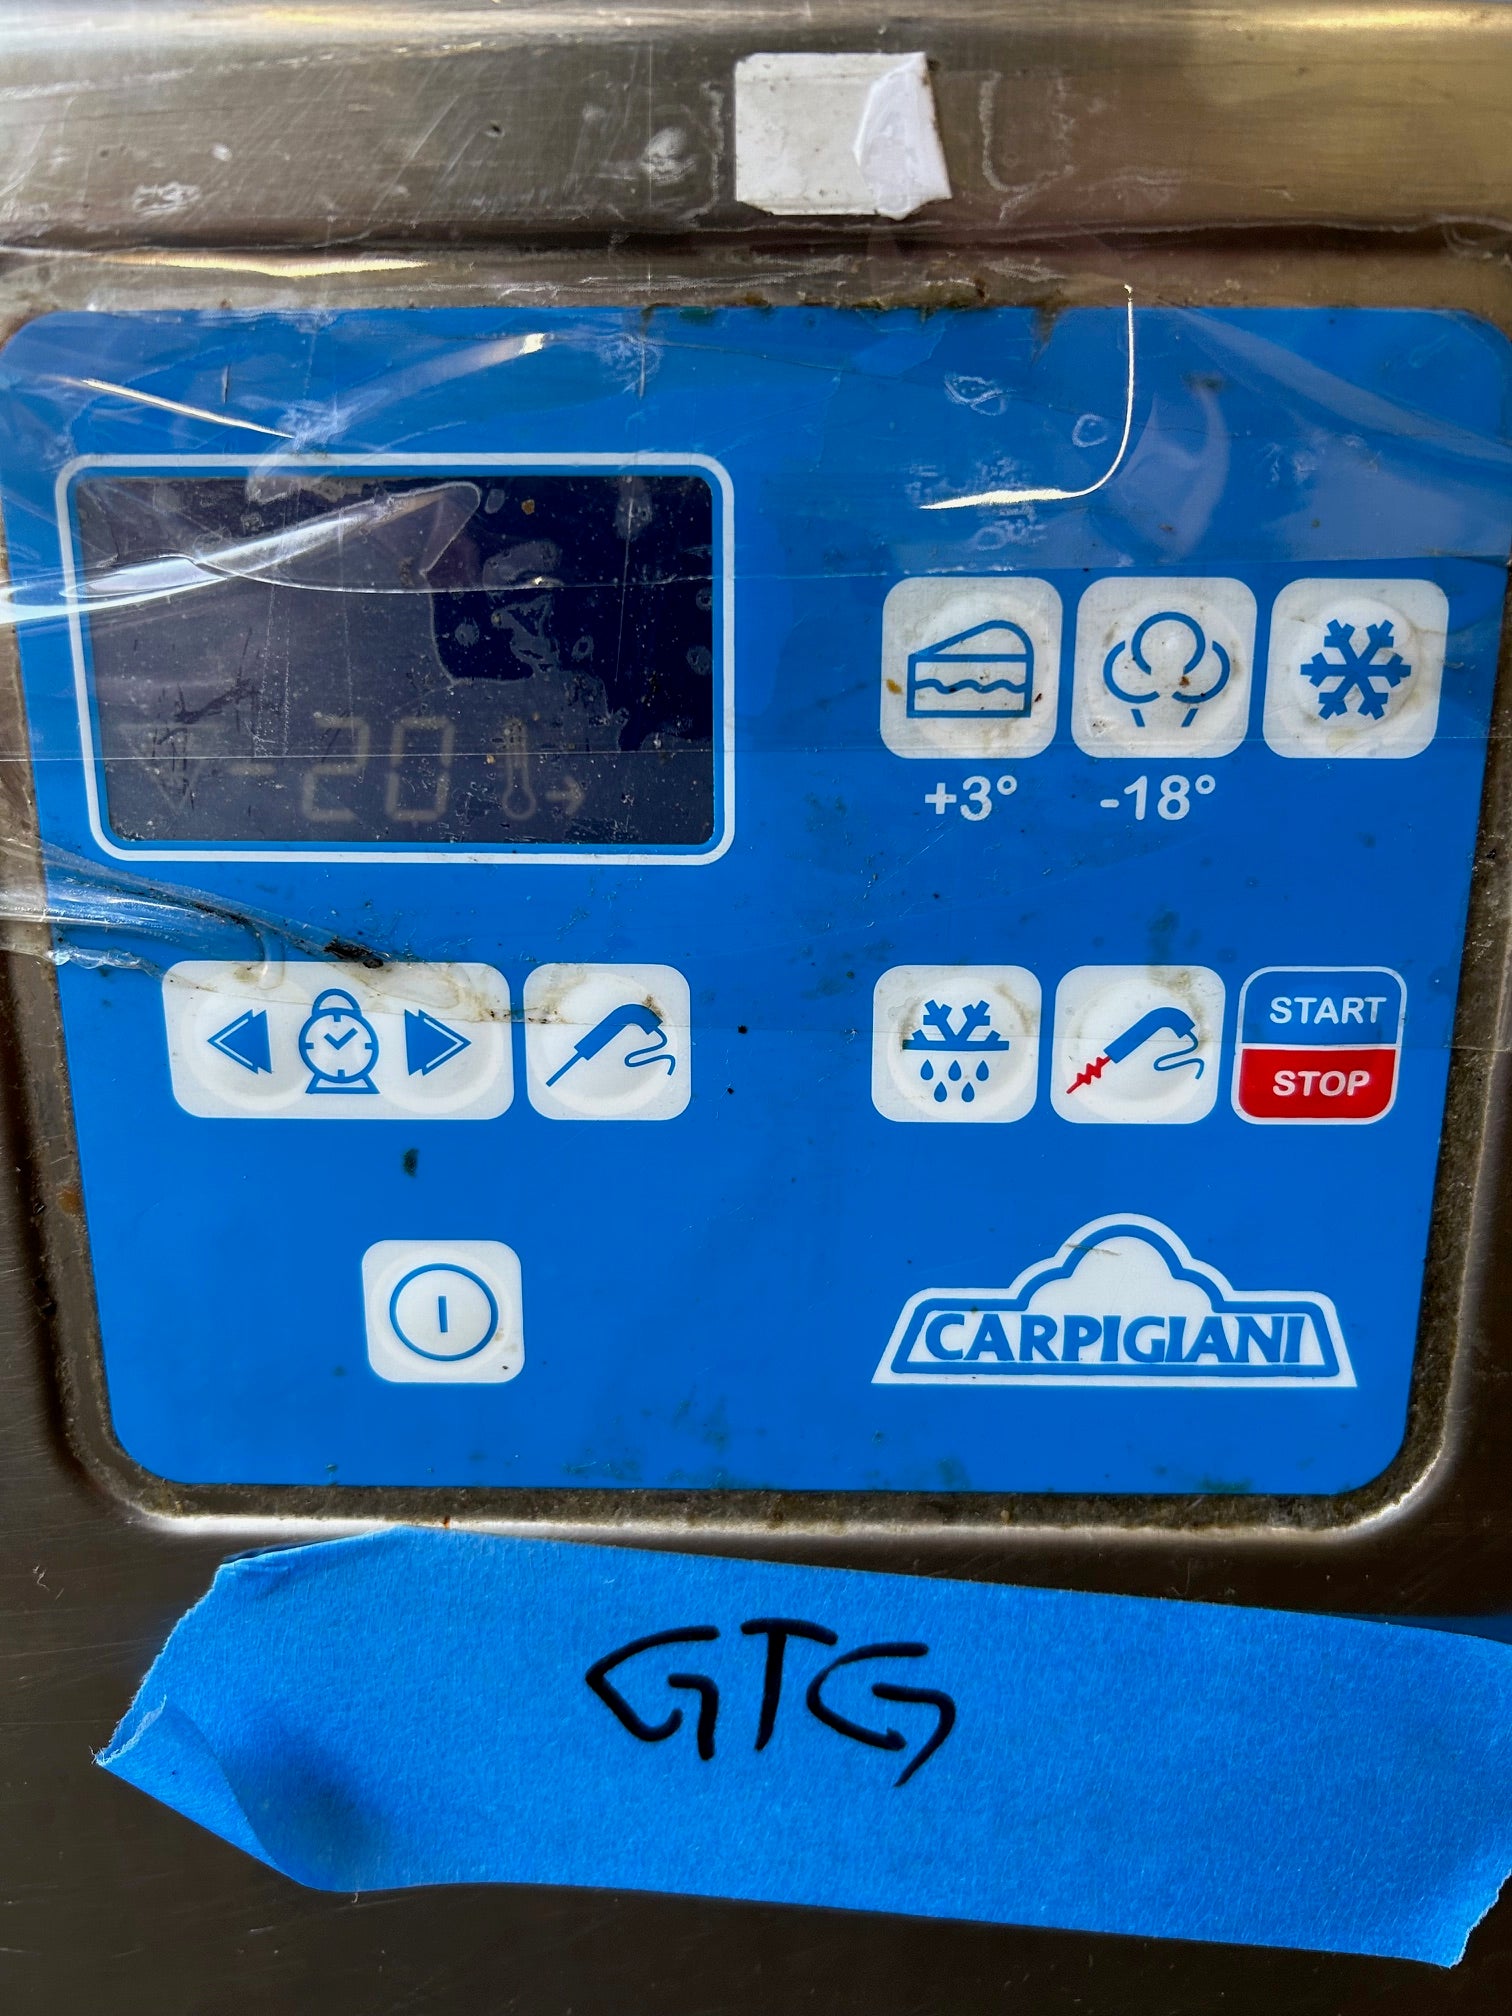 -20
+3°
-18°
START
STOP
CARPIGIANI
GTG